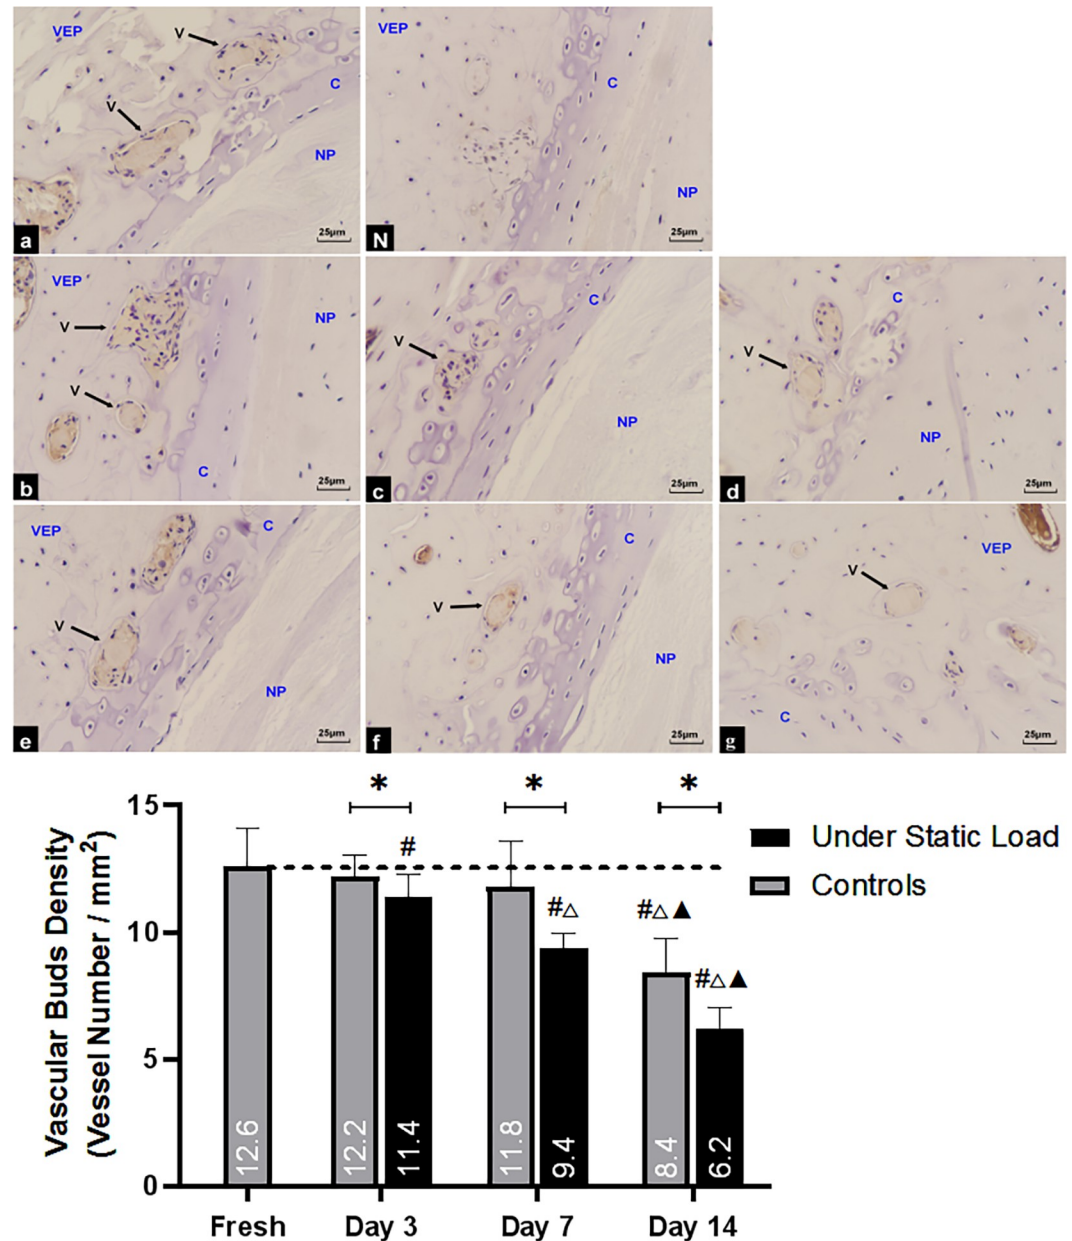 VEP
V
V
C
NP
a
25μm
VEP
C
NP
N
25μm
VEP
V
V
NP
C
b
25μm
C
V
NP
c
25μm
C
V
NP
d
25μm
VEP
C
V
NP
e
25μm
C
V
NP
f
25μm
VEP
V
C
g
25μm
Vascular Buds Density
(Vessel Number / mm²)
15
10
5
0
* * *
#
#△
#△▲
#△▲
Under Static Load
Controls
12.6
12.2
11.4
11.8
9.4
8.4
6.2
Fresh Day 3 Day 7 Day 14